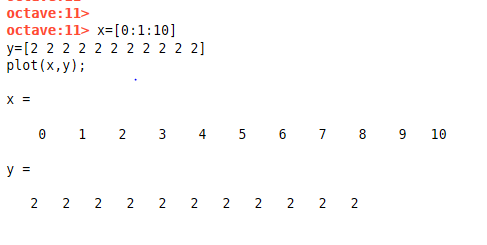 octave:11>
octave:11> x=[0:1:10]
y=[2 2 2 2 2 2 2 2 2 2 2]
plot(x,y);
x =
0 1 2 3 4 5 6 7 8 9 10
y =
2 2 2 2 2 2 2 2 2 2 2